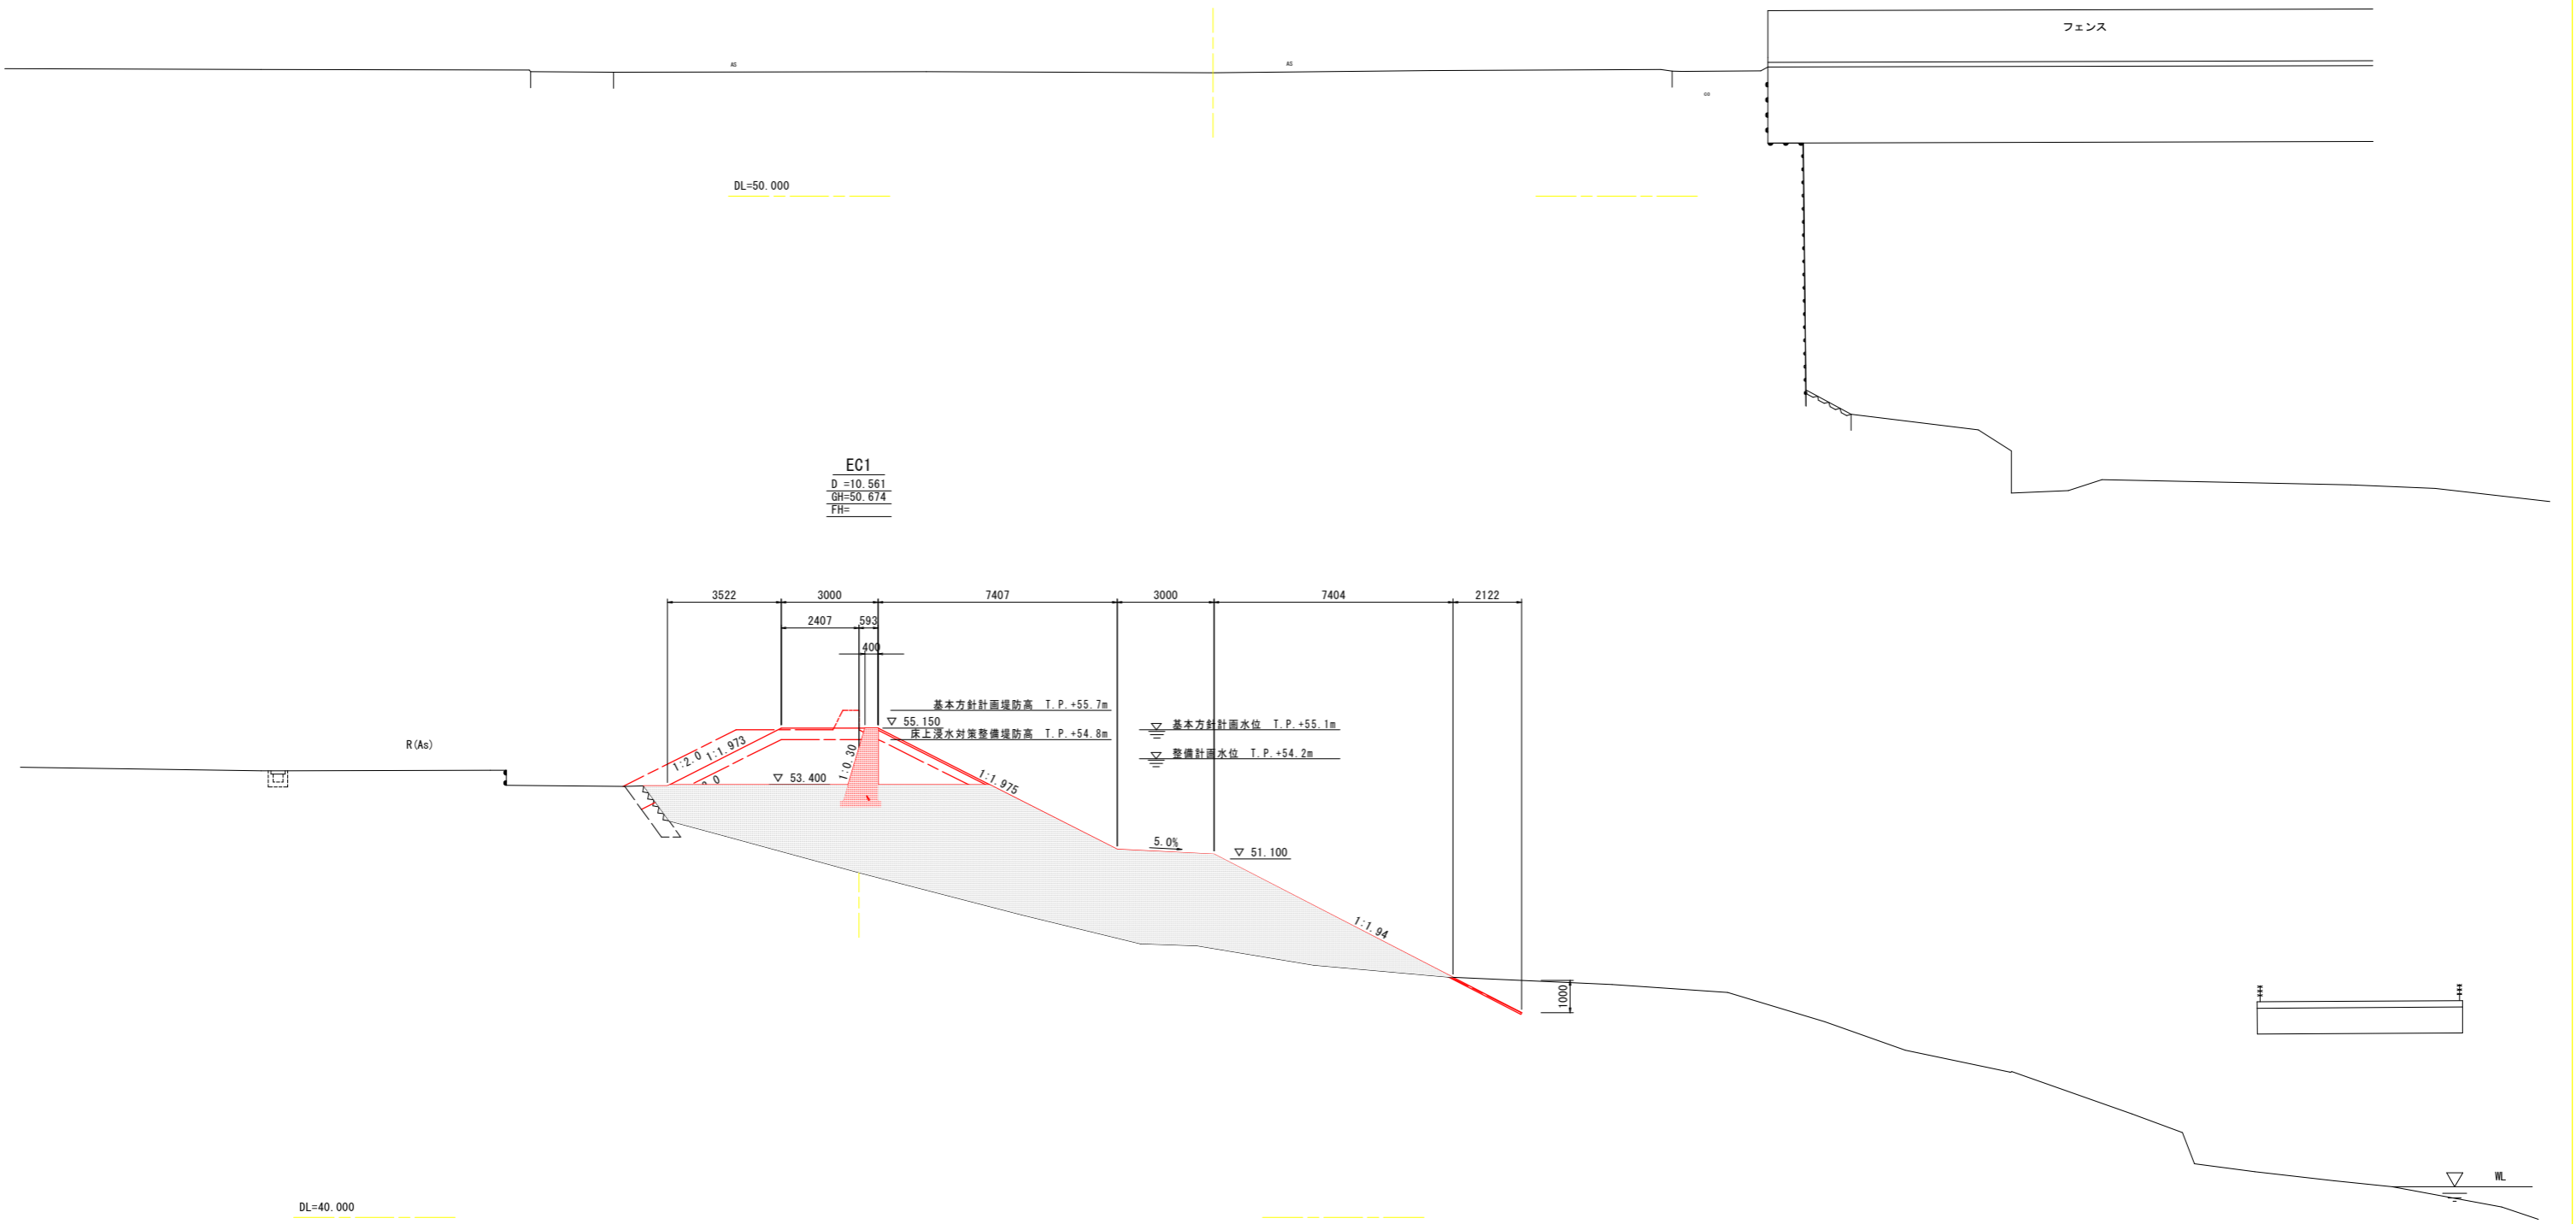 フェンス
AS
AS
CO
DL=50.000
EC1
D =10.561
GH=50.674
FH=
3522
3000
7407
3000
7404
2122
2407
593
400
基本方針計画堤防高 T.P.+55.7m
▽ 55.150
基本方針計画水位 T.P.+55.1m
床上浸水対策整備堤防高 T.P.+54.8m
整備計画水位 T.P.+54.2m
R(As)
1:2.0
1:1.973
1:0.30
▽ 53.400
1:1.975
5.0%
▽ 51.100
1:1.94
1000
WL
DL=40.000